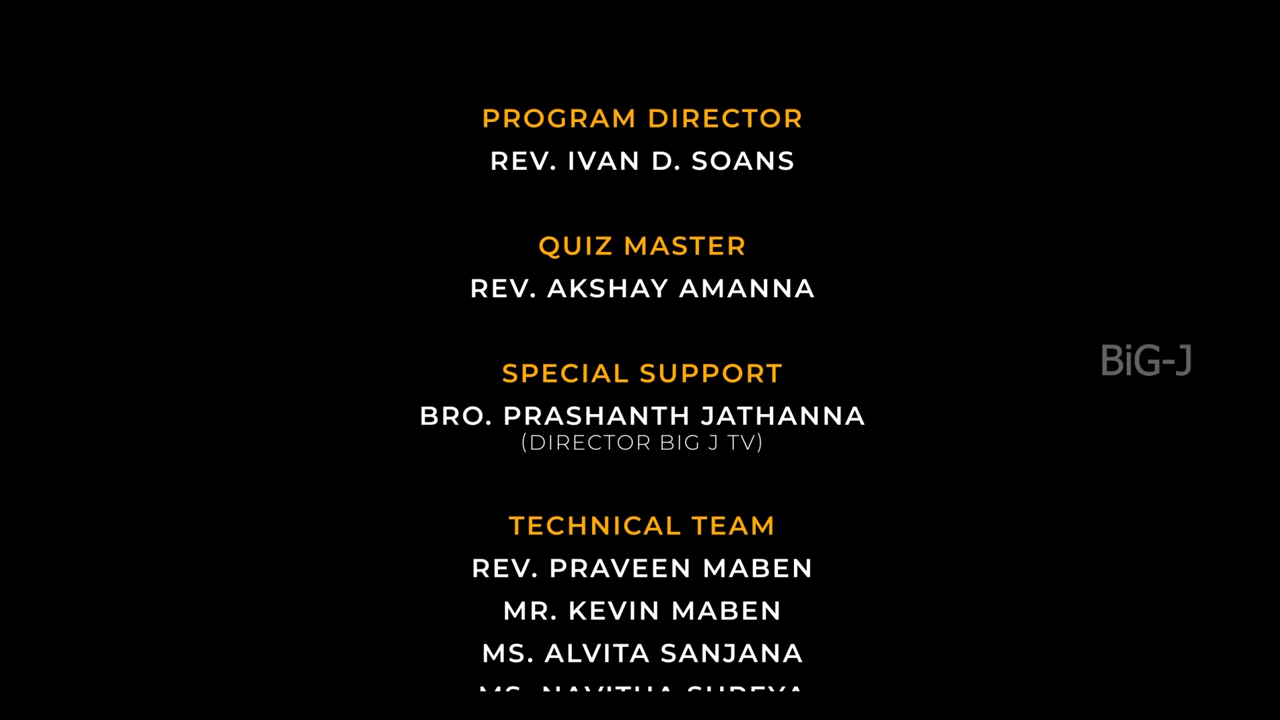 PROGRAM DIRECTOR
REV. IVAN D. SOANS
QUIZ MASTER
REV. AKSHAY AMANNA
BiG-J
SPECIAL SUPPORT
BRO. PRASHANTH JATHANNA
(DIRECTOR BIG J TV)
TECHNICAL TEAM
REV. PRAVEEN MABEN
MR. KEVIN MABEN
MS. ALVITA SANJANA
MS.